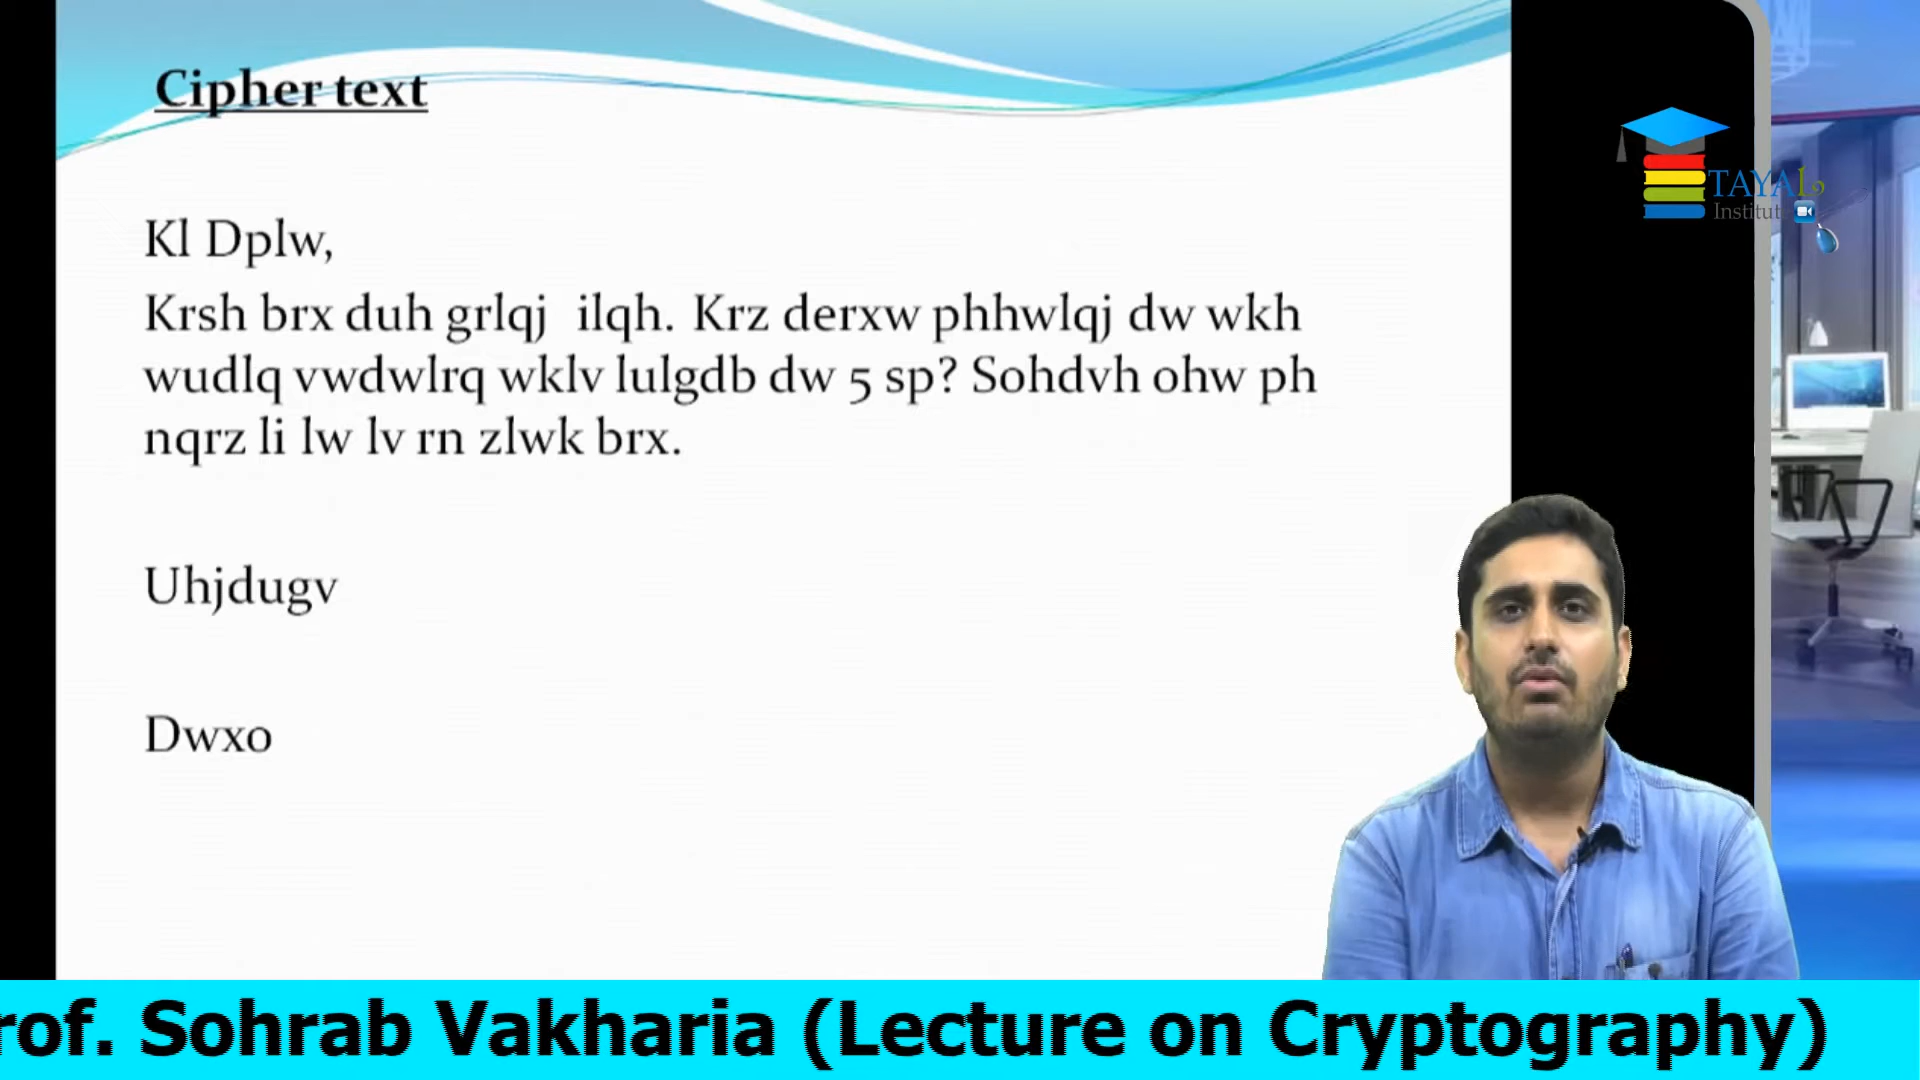 Cipher text
TAYAL
Institute
Kl Dplw,
Krsh brx duh grlqj ilqh. Krz derxw phhwlqj dw wkh
wudlq vwdwlrq wklv lulgdb dw 5 sp? Sohdvh ohw ph
nqrz li lw lv rn zlwk brx.
Uhjdugv
Dwxo
rof. Sohrab Vakharia (Lecture on Cryptography)